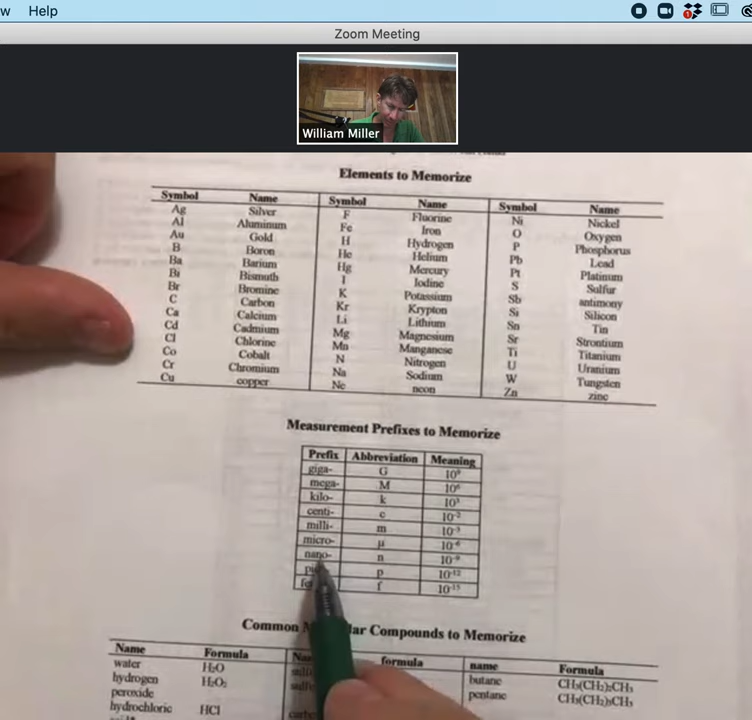 w Help
Zoom Meeting
William Miller
Elements to Memorize
Symbol Name Symbol Name Symbol Name
Ag Silver F Fluorine Ni Nickel
Al Aluminum Fe Iron O Oxygen
Au Gold H Hydrogen P Phosphorus
B Boron He Helium Pb Lead
Ba Barium Hg Mercury Pt Platinum
Bi Bismuth I Iodine S Sulfur
Br Bromine K Potassium Sb antimony
C Carbon Kr Krypton Si Silicon
Ca Calcium Li Lithium Sn Tin
Cd Cadmium Mg Magnesium Sr Strontium
Cl Chlorine Mn Manganese Ti Titanium
Co Cobalt N Nitrogen U Uranium
Cr Chromium Na Sodium W Tungsten
Cu copper Ne neon Zn zinc
Measurement Prefixes to Memorize
Prefix Abbreviation Meaning
giga- G 10⁹
mega- M 10⁶
kilo- k 10³
centi- c 10⁻²
milli- m 10⁻³
micro- μ 10⁻⁶
nano- n 10⁻⁹
p 10⁻¹²
f 10⁻¹⁵
Common Compounds to Memorize
Name Formula formula name Formula
water H₂O butane CH₃(CH₂)₂CH₃
hydrogen H₂O₂ pentane CH₃(CH₂)₃CH₃
peroxide
hydrochloric HCl